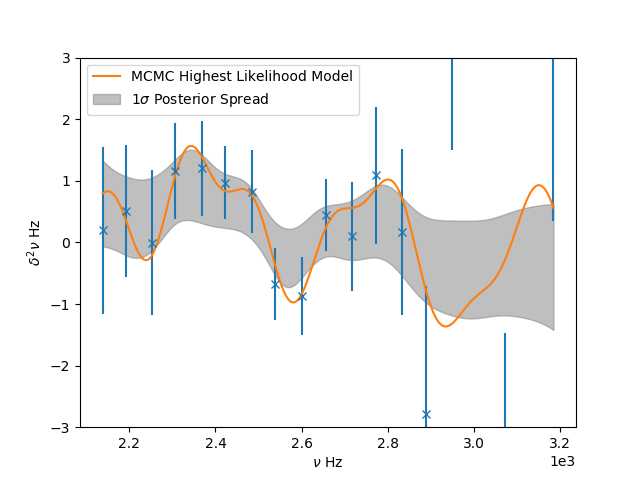 3
2
1
0
−1
−2
−3
δ²ν Hz
MCMC Highest Likelihood Model
1σ Posterior Spread
2.2 2.4 2.6 2.8 3.0 3.2
1e3
ν Hz